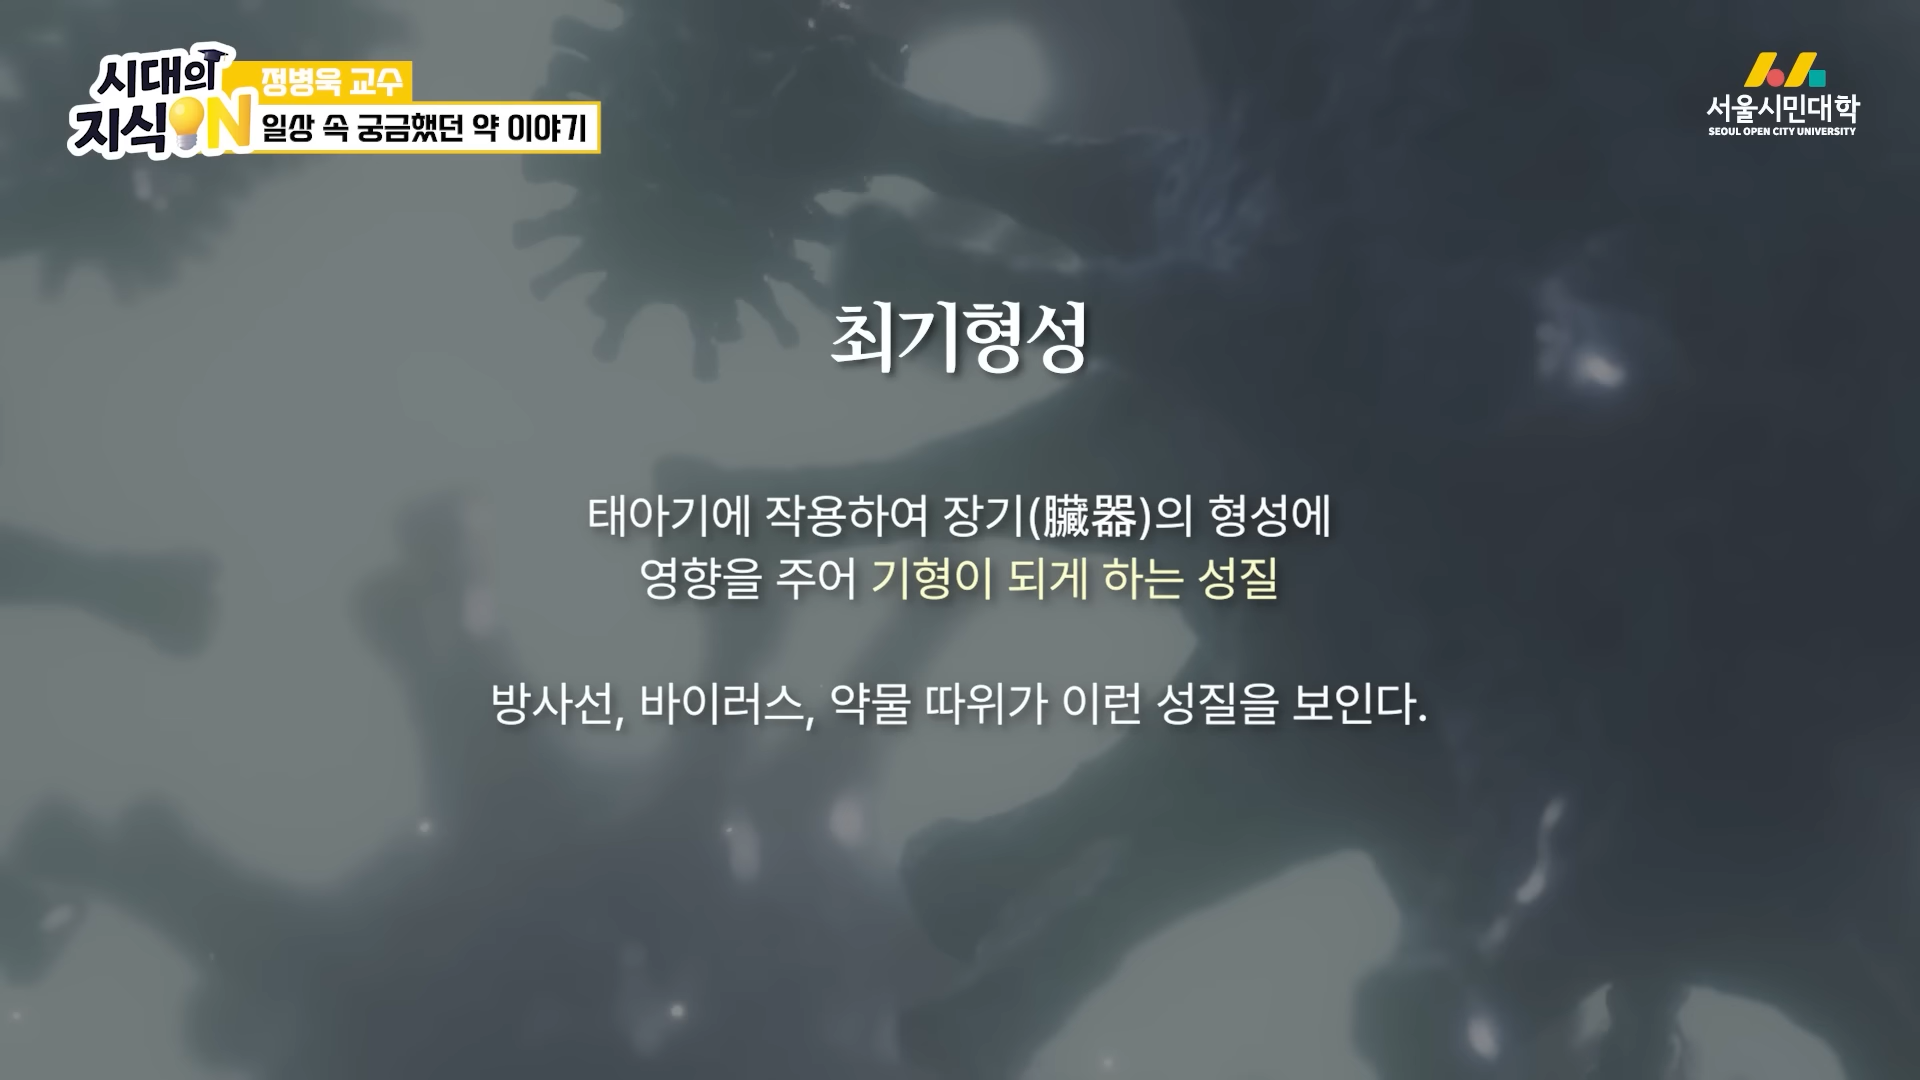 시대의
지식ON
정병욱 교수
일상 속 궁금했던 약 이야기
서울시민대학
SEOUL OPEN CITY UNIVERSITY
최기형성
태아기에 작용하여 장기(臟器)의 형성에
영향을 주어 기형이 되게 하는 성질
방사선, 바이러스, 약물 따위가 이런 성질을 보인다.